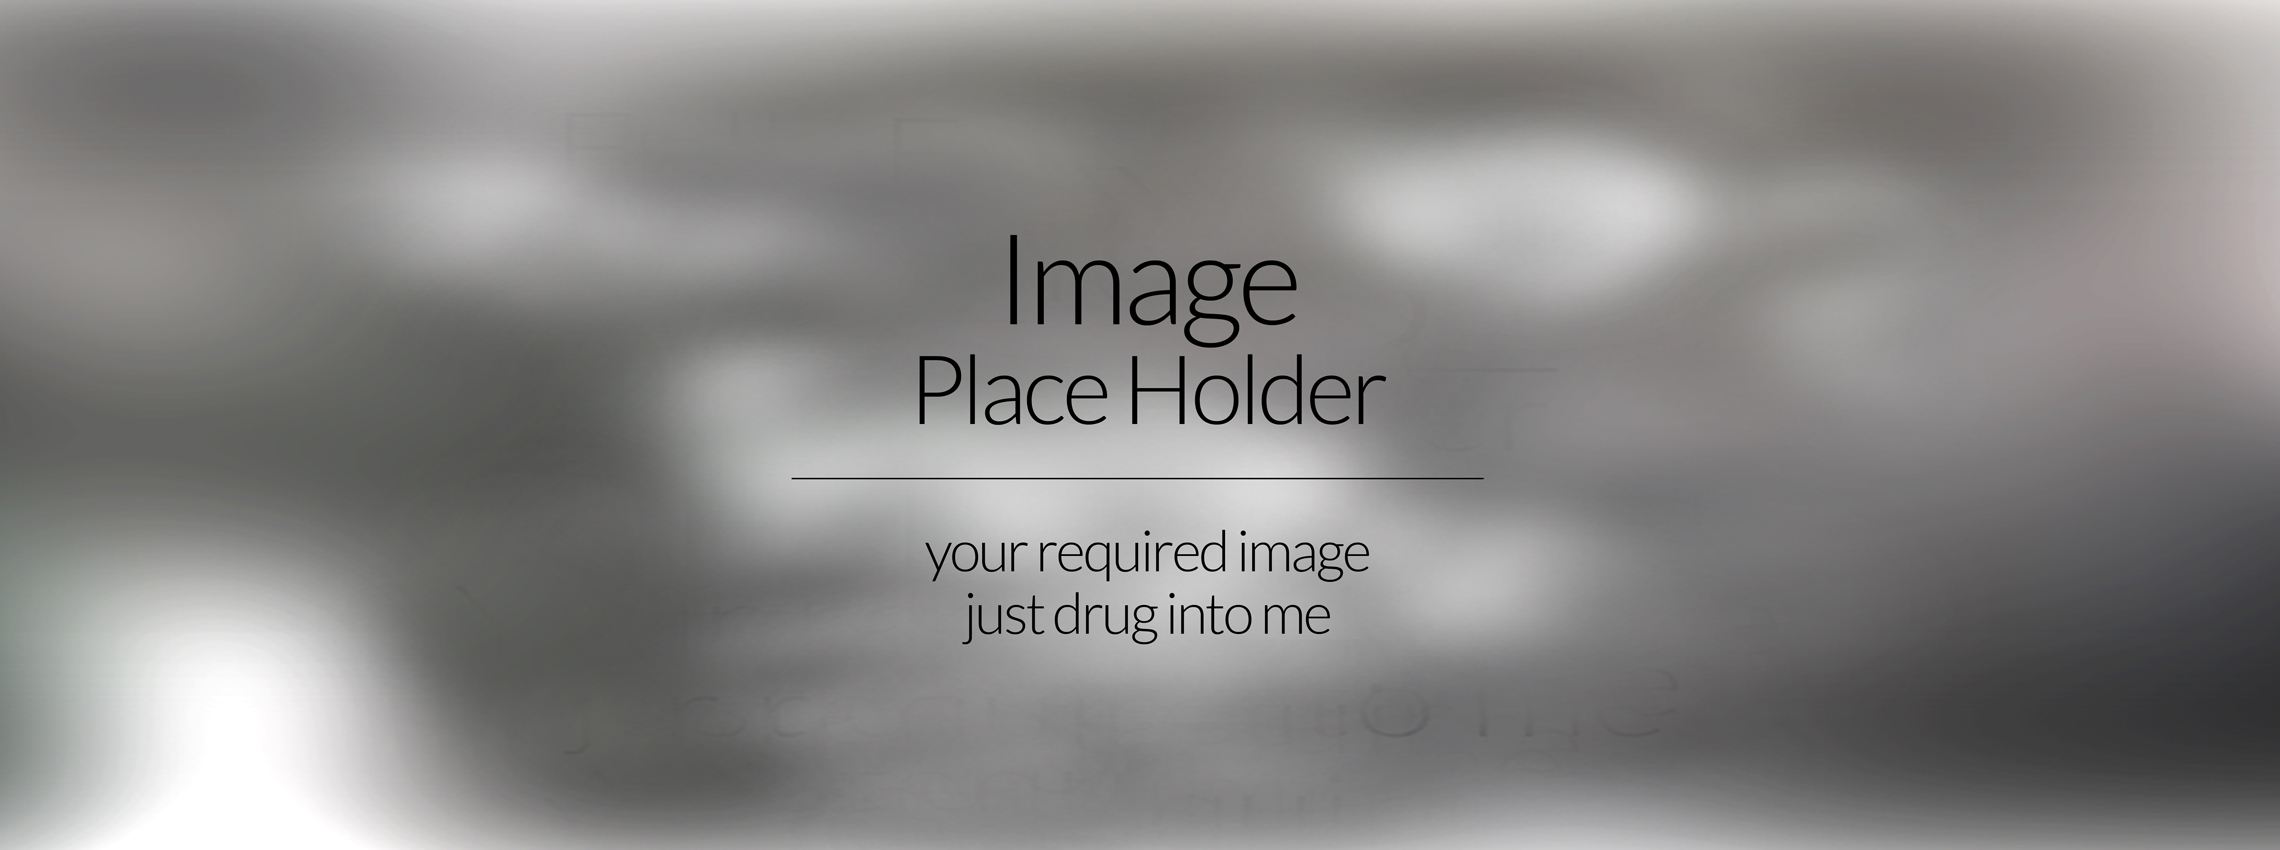 Image
Place Holder
your required image
just drug into me